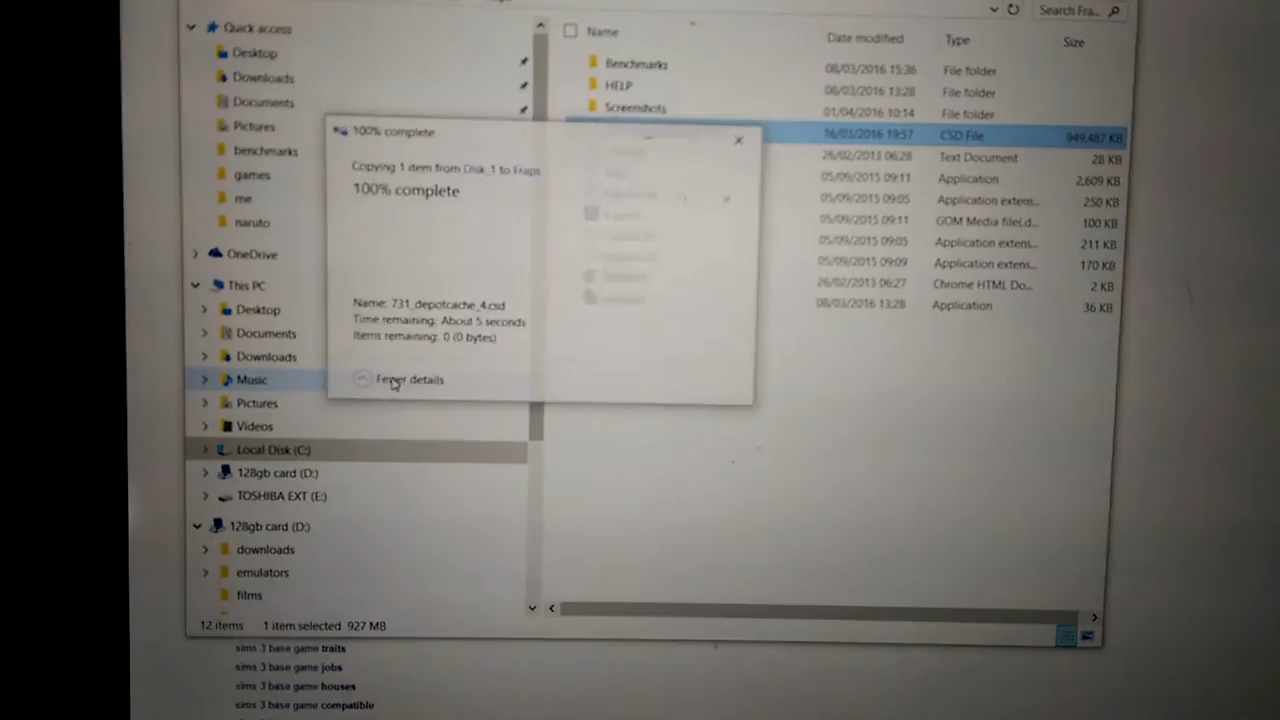 Search Fra...
Quick access
Desktop
Downloads
Documents
Pictures
benchmarks
games
me
naruto
OneDrive
This PC
Desktop
Documents
Downloads
Music
Pictures
Videos
Local Disk (C:)
128gb card (D:)
TOSHIBA EXT (E:)
128gb card (D:)
downloads
emulators
films
Name Date modified Type Size
Benchmarks 08/03/2016 15:36 File folder
HELP 08/03/2016 13:28 File folder
Screenshots 01/04/2016 10:14 File folder
16/03/2016 19:57 CSD File 949,487 KB
26/02/2013 06:28 Text Document 28 KB
05/09/2015 09:11 Application 2,609 KB
05/09/2015 09:05 Application extens... 250 KB
05/09/2015 09:11 GOM Media file(.d... 100 KB
05/09/2015 09:05 Application extens... 211 KB
05/09/2015 09:09 Application extens... 170 KB
26/02/2013 06:27 Chrome HTML Do... 2 KB
08/03/2016 13:28 Application 36 KB
100% complete
Copying 1 item from Disk_1 to Fraps
100% complete
Name: 731_depotcache_4.csd
Time remaining: About 5 seconds
Items remaining: 0 (0 bytes)
Fewer details
12 items 1 item selected 927 MB
sims 3 base game traits
sims 3 base game jobs
sims 3 base game houses
sims 3 base game compatible